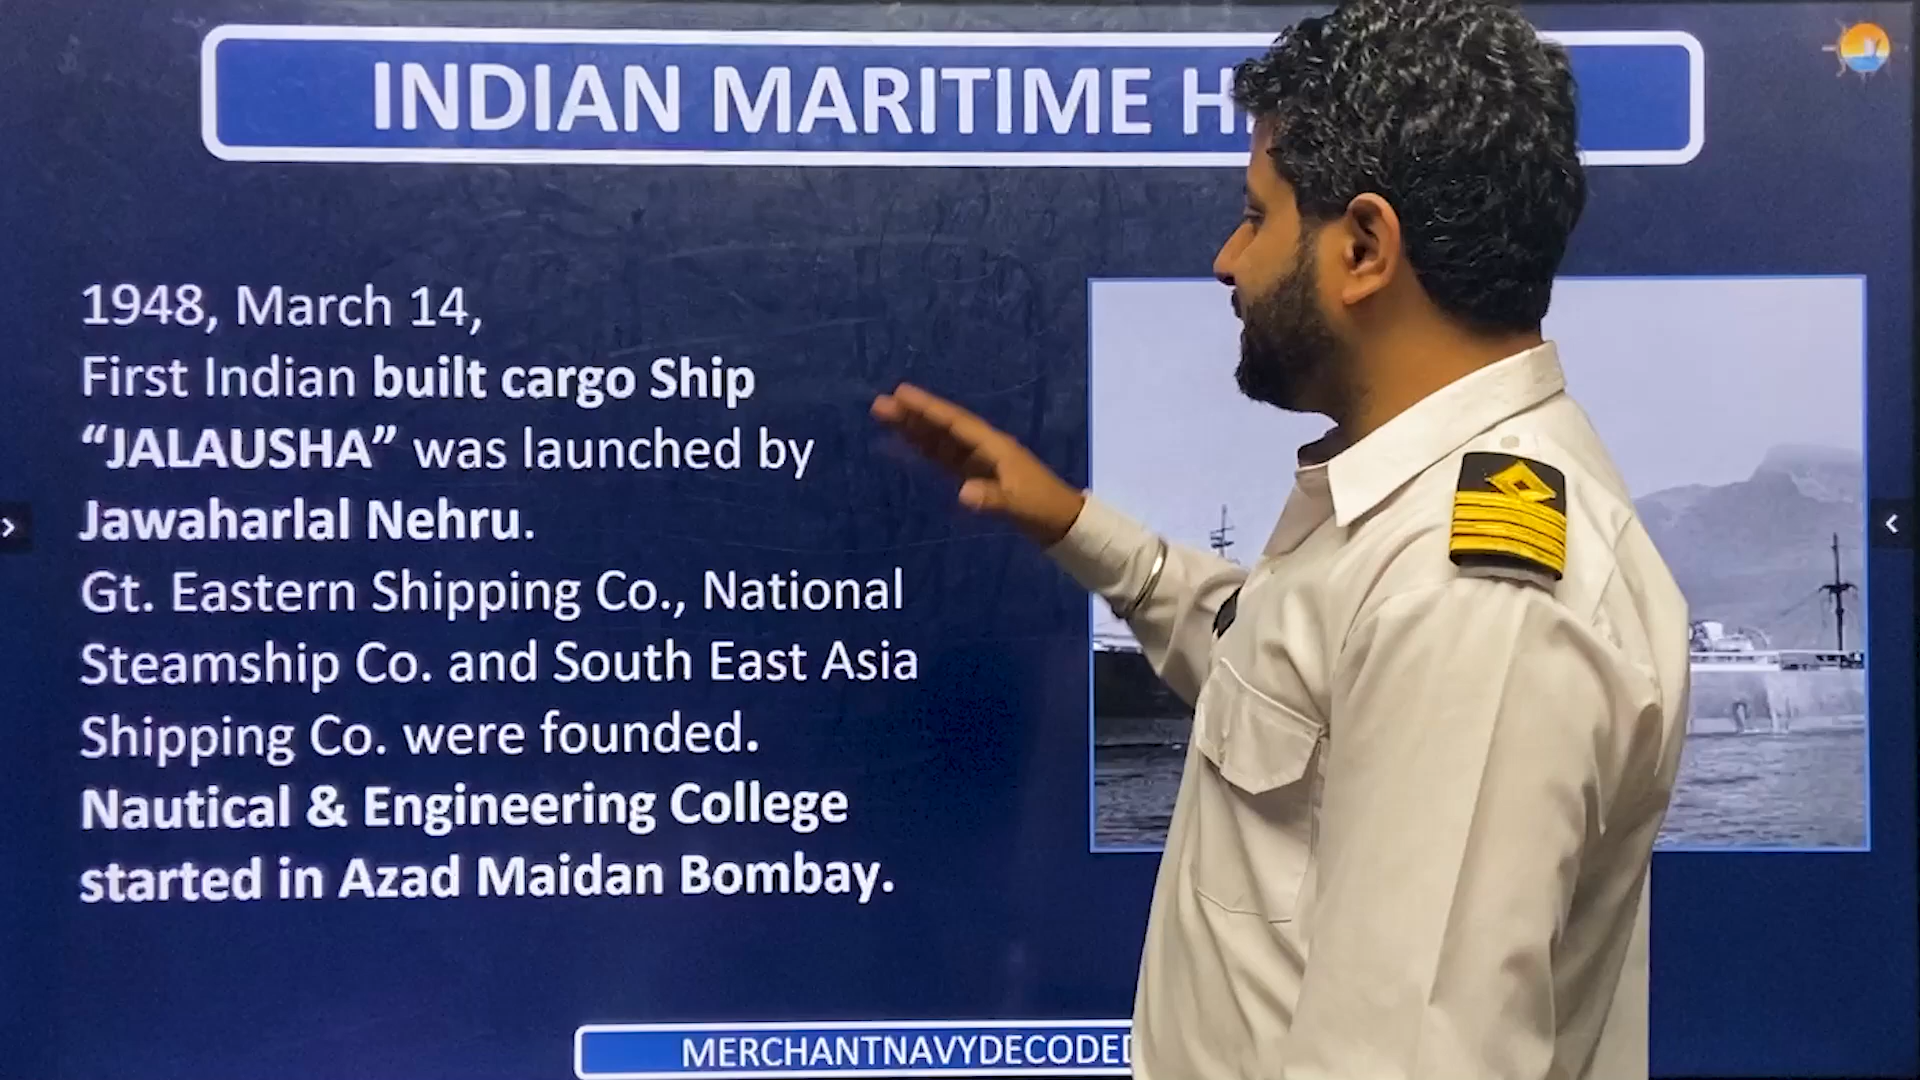 INDIAN MARITIME H
1948, March 14,
First Indian built cargo Ship
“JALAUSHA” was launched by
Jawaharlal Nehru.
Gt. Eastern Shipping Co., National
Steamship Co. and South East Asia
Shipping Co. were founded.
Nautical & Engineering College
started in Azad Maidan Bombay.
MERCHANTNAVYDECODED